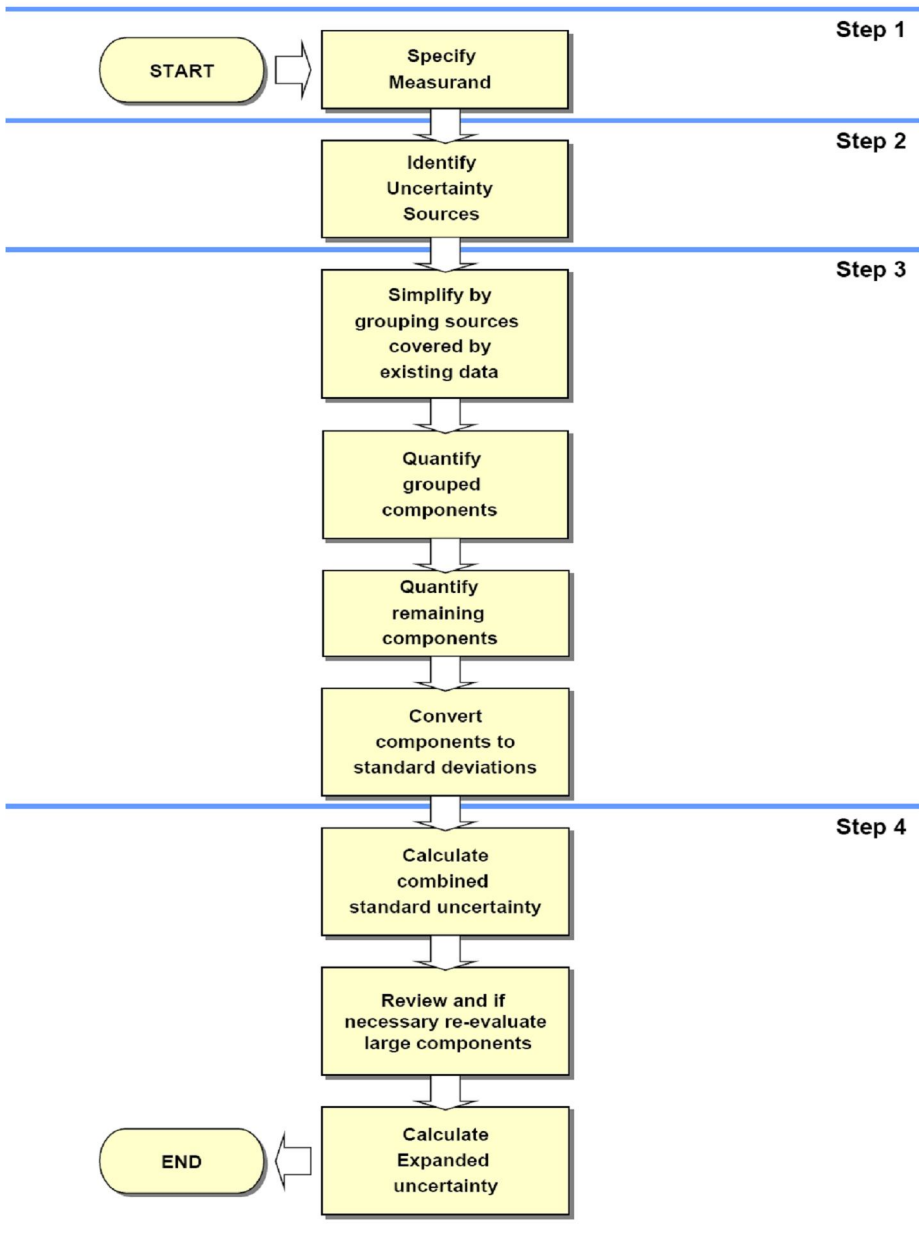 Step 1
START
Specify
Measurand
Step 2
Identify
Uncertainty
Sources
Step 3
Simplify by
grouping sources
covered by
existing data
Quantify
grouped
components
Quantify
remaining
components
Convert
components to
standard deviations
Step 4
Calculate
combined
standard uncertainty
Review and if
necessary re-evaluate
large components
Calculate
Expanded
uncertainty
END